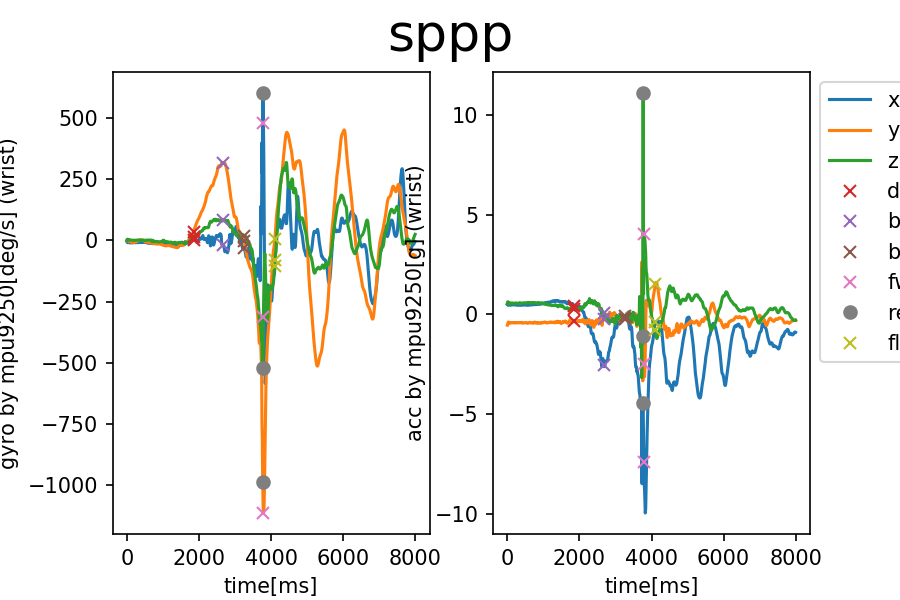 sppp
gyro by mpu9250[deg/s] (wrist)
500
250
0
−250
−500
−750
−1000
0 2000 4000 6000 8000
time[ms]
acc by mpu9250[g] (wrist)
10
5
0
−5
−10
0 2000 4000 6000 8000
time[ms]
x
y
z
d
b
b
fw
re
fl